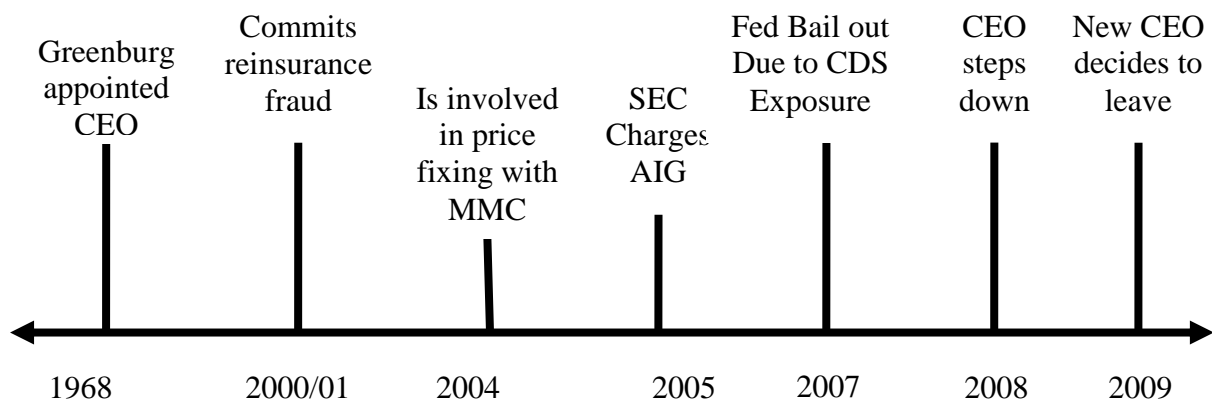 Greenburg
appointed
CEO
Commits
reinsurance
fraud
Is involved
in price
fixing with
MMC
SEC
Charges
AIG
Fed Bail out
Due to CDS
Exposure
CEO
steps
down
New CEO
decides to
leave
1968
2000/01
2004
2005
2007
2008
2009